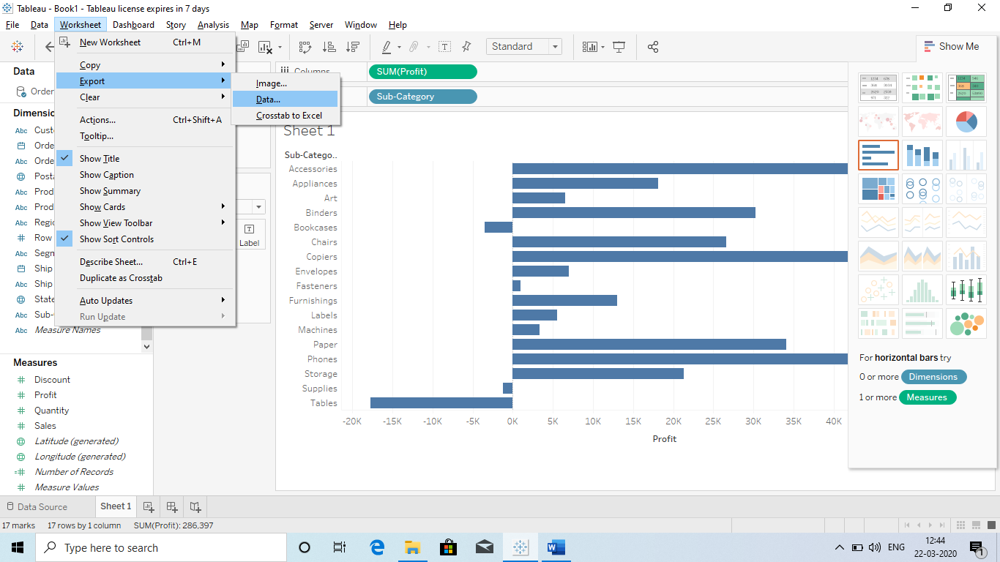 Tableau - Book1 - Tableau license expires in 7 days
File Data Worksheet Dashboard Story Analysis Map Format Server Window Help
New Worksheet Ctrl+M
Copy
Export
Clear
Actions... Ctrl+Shift+A
Tooltip...
Show Title
Show Caption
Show Summary
Show Cards
Show View Toolbar
Show Sort Controls
Describe Sheet... Ctrl+E
Duplicate as Crosstab
Auto Updates
Run Update
Image...
Data...
Crosstab to Excel
Standard
Show Me
Data
Order
Dimensio
Abc Custo
Orde
Abc Orde
Posta
Abc Prod
Abc Prod
Abc Regio
Row
Abc Segm
Ship
Abc Ship
State
Abc Sub-
Abc Measure Names
Measures
Discount
Profit
Quantity
Sales
Latitude (generated)
Longitude (generated)
Number of Records
Measure Values
Label
Columns SUM(Profit)
Sub-Category
Sheet 1
Sub-Catego..
Accessories
Appliances
Art
Binders
Bookcases
Chairs
Copiers
Envelopes
Fasteners
Furnishings
Labels
Machines
Paper
Phones
Storage
Supplies
Tables
-20K -15K -10K -5K 0K 5K 10K 15K 20K 25K 30K 35K 40K
Profit
For horizontal bars try
0 or more Dimensions
1 or more Measures
Data Source Sheet 1
17 marks 17 rows by 1 column SUM(Profit): 286,397
Type here to search
ENG
12:44
22-03-2020
1